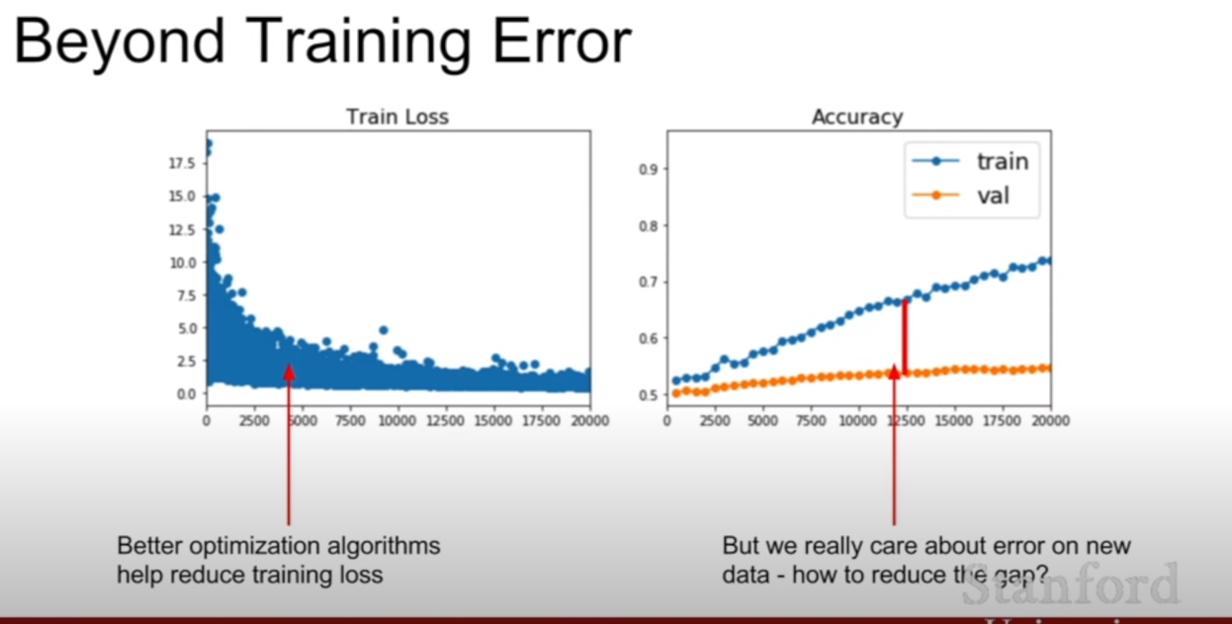 Beyond Training Error
Train Loss
17.5
15.0
12.5
10.0
7.5
5.0
2.5
0.0
0 2500 5000 7500 10000 12500 15000 17500 20000
Accuracy
train
val
0.9
0.8
0.7
0.6
0.5
0 2500 5000 7500 10000 12500 15000 17500 20000
Better optimization algorithms
help reduce training loss
But we really care about error on new
data - how to reduce the gap?
Stanford